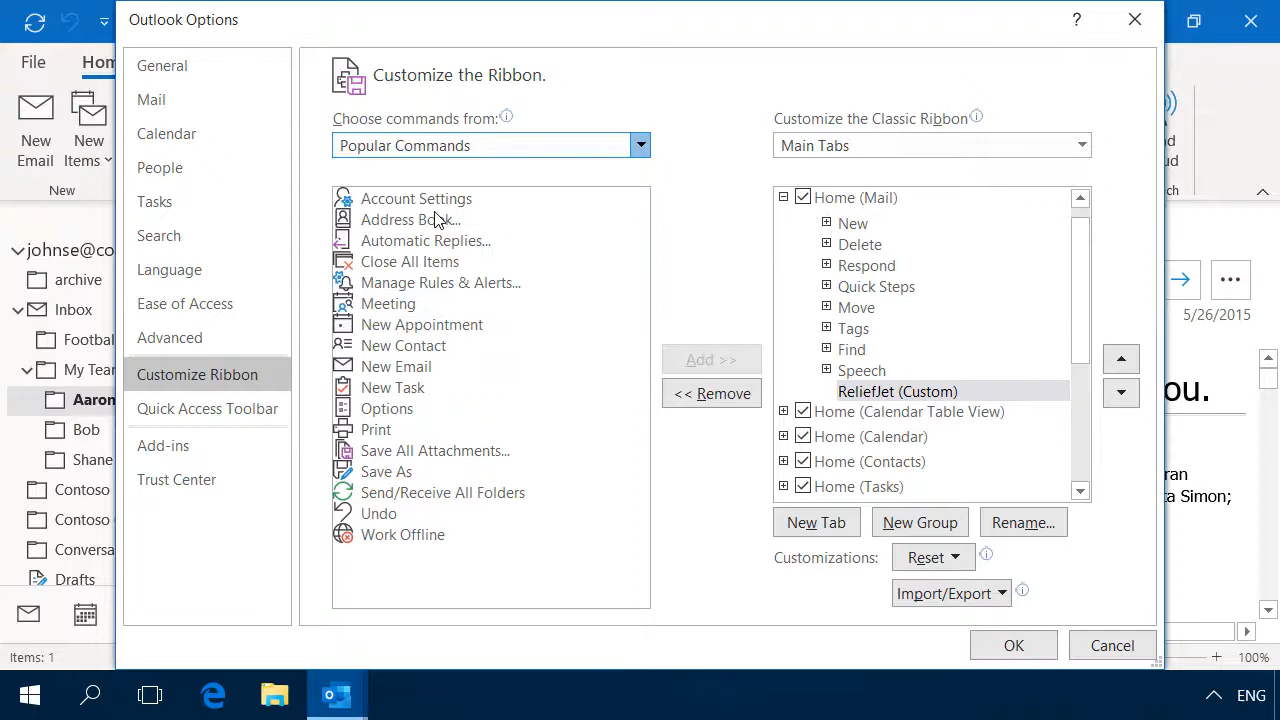 Outlook Options
?
File
Hom
New Email
New Items
New
General
Mail
Calendar
People
Tasks
Search
Language
Ease of Access
Advanced
Customize Ribbon
Quick Access Toolbar
Add-ins
Trust Center
Customize the Ribbon.
Choose commands from:
Popular Commands
Account Settings
Address Book...
Automatic Replies...
Close All Items
Manage Rules & Alerts...
Meeting
New Appointment
New Contact
New Email
New Task
Options
Print
Save All Attachments...
Save As
Send/Receive All Folders
Undo
Work Offline
Add >>
<< Remove
Customize the Classic Ribbon
Main Tabs
Home (Mail)
New
Delete
Respond
Quick Steps
Move
Tags
Find
Speech
ReliefJet (Custom)
Home (Calendar Table View)
Home (Calendar)
Home (Contacts)
Home (Tasks)
New Tab
New Group
Rename...
Customizations:
Reset
Import/Export
OK
Cancel
johnse@co
archive
Inbox
Footbal
My Tear
Aaron
Bob
Shane
Contoso
Contoso
Conversa
Drafts
Items: 1
5/26/2015
ou.
ran
ta Simon;
100%
ENG